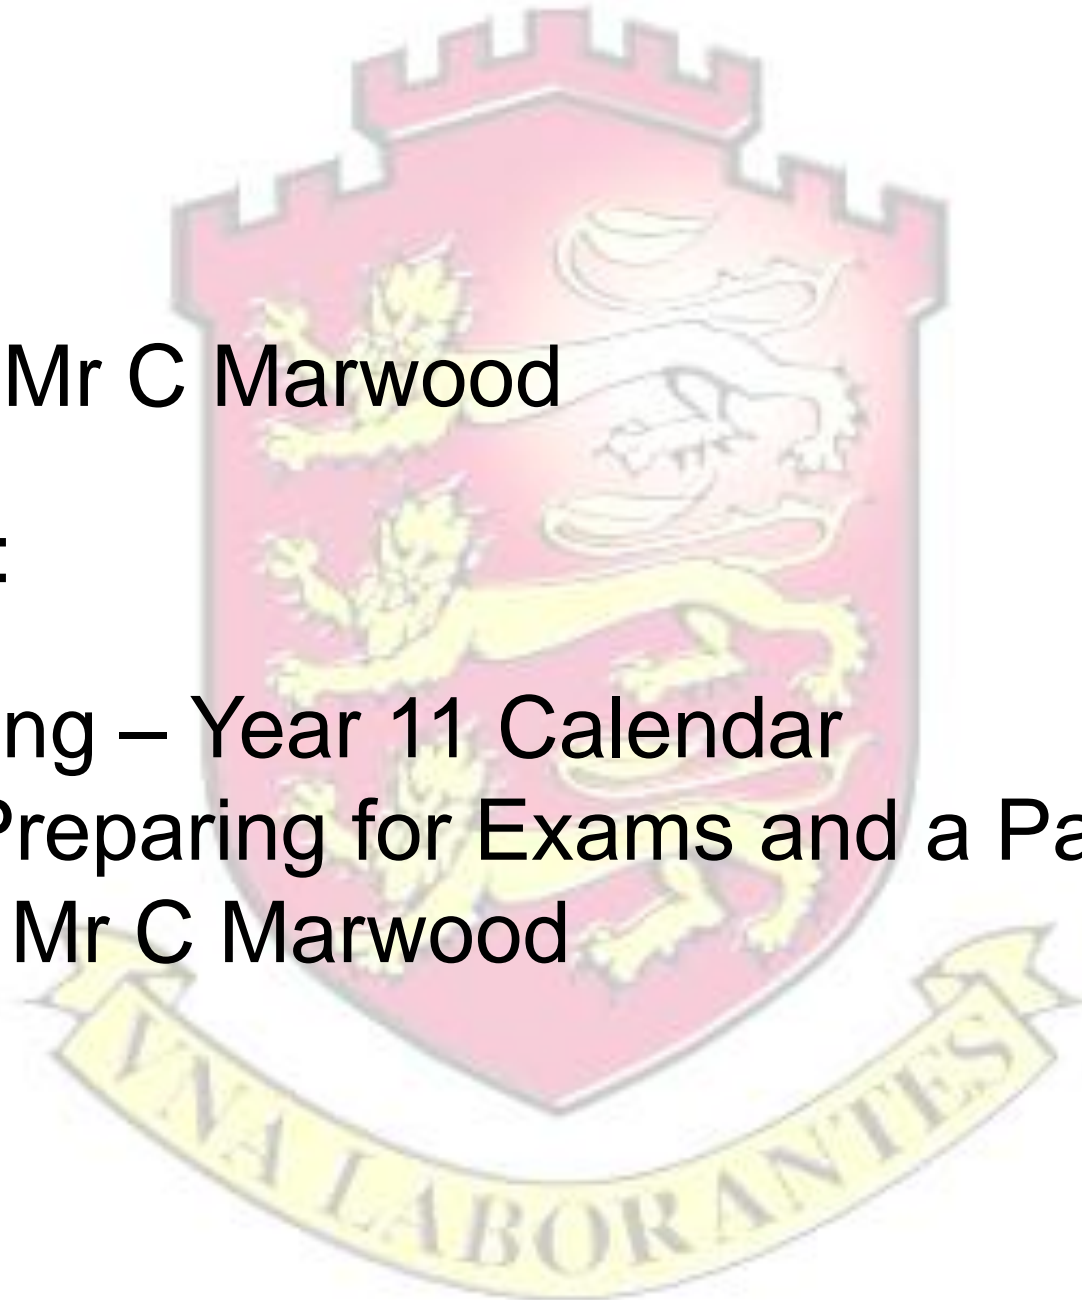 Mr C Marwood
:
ng – Year 11 Calendar
Preparing for Exams and a Pa
Mr C Marwood
VNA LABORANTES